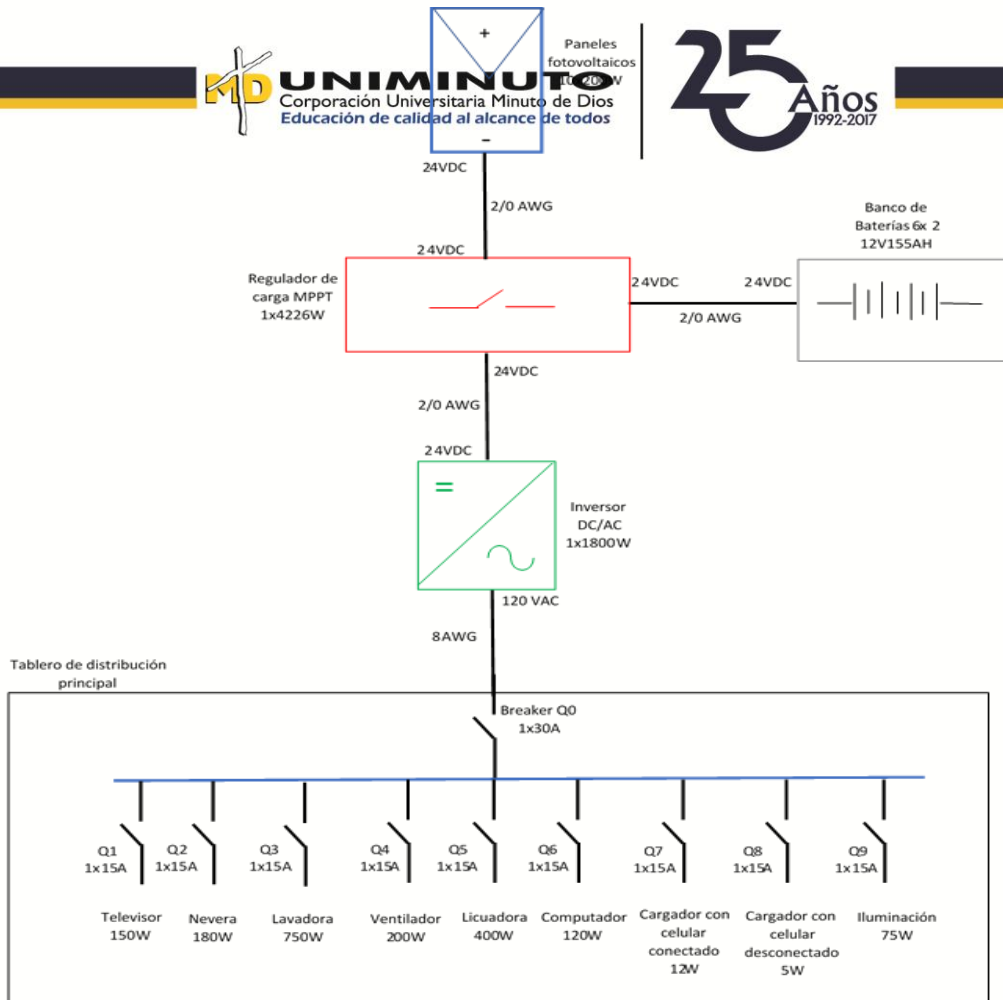 +
Paneles
fotovoltaicos
MD UNIMINUTO
Corporación Universitaria Minuto de Dios
Educación de calidad al alcance de todos
25 Años
1992-2017
-
24VDC
2/0 AWG
24VDC
Regulador de
carga MPPT
1x4226W
24VDC
24VDC
2/0 AWG
Banco de
Baterías 6x 2
12V155AH
24VDC
2/0 AWG
24VDC
=
Inversor
DC/AC
1x1800W
120 VAC
8AWG
Tablero de distribución
principal
Breaker Q0
1x30A
Q1
1x15A
Q2
1x15A
Q3
1x15A
Q4
1x15A
Q5
1x15A
Q6
1x15A
Q7
1x15A
Q8
1x15A
Q9
1x15A
Televisor
150W
Nevera
180W
Lavadora
750W
Ventilador
200W
Licuadora
400W
Computador
120W
Cargador con
celular
conectado
12W
Cargador con
celular
desconectado
5W
Iluminación
75W